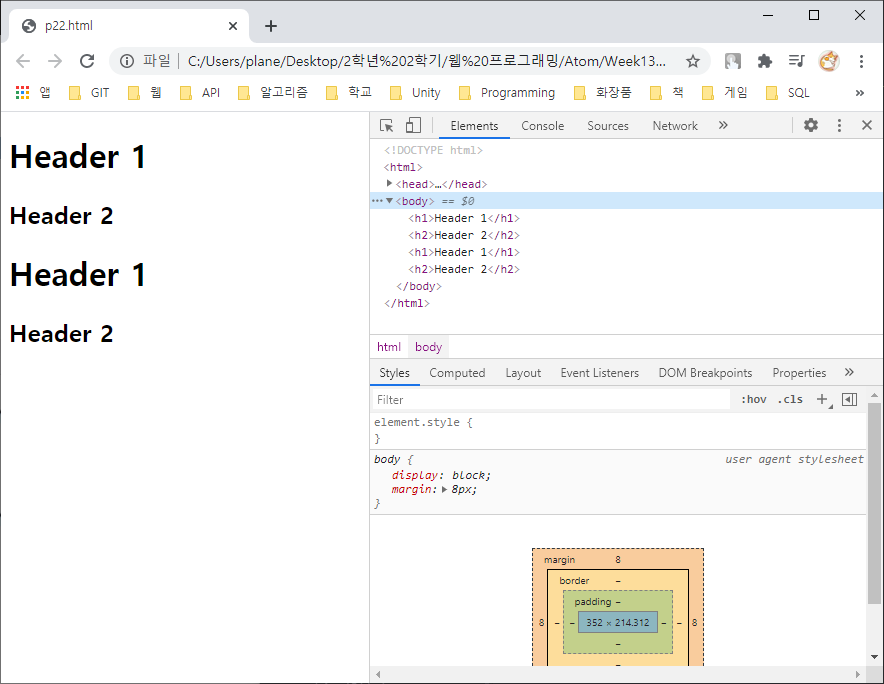 p22.html
파일 C:/Users/plane/Desktop/2학년%202학기/웹%20프로그래밍/Atom/Week13...
앱 GIT 웹 API 알고리즘 학교 Unity Programming 화장품 책 게임 SQL »
Header 1
Header 2
Header 1
Header 2
Elements Console Sources Network »
<!DOCTYPE html>
<html>
<head>…</head>
<body> == $0
<h1>Header 1</h1>
<h2>Header 2</h2>
<h1>Header 1</h1>
<h2>Header 2</h2>
</body>
</html>
html body
Styles Computed Layout Event Listeners DOM Breakpoints Properties »
Filter :hov .cls +
element.style {
}
body { user agent stylesheet
display: block;
margin: 8px;
}
margin 8
border –
padding –
8 – – 352 × 214.312 – – 8
–
–